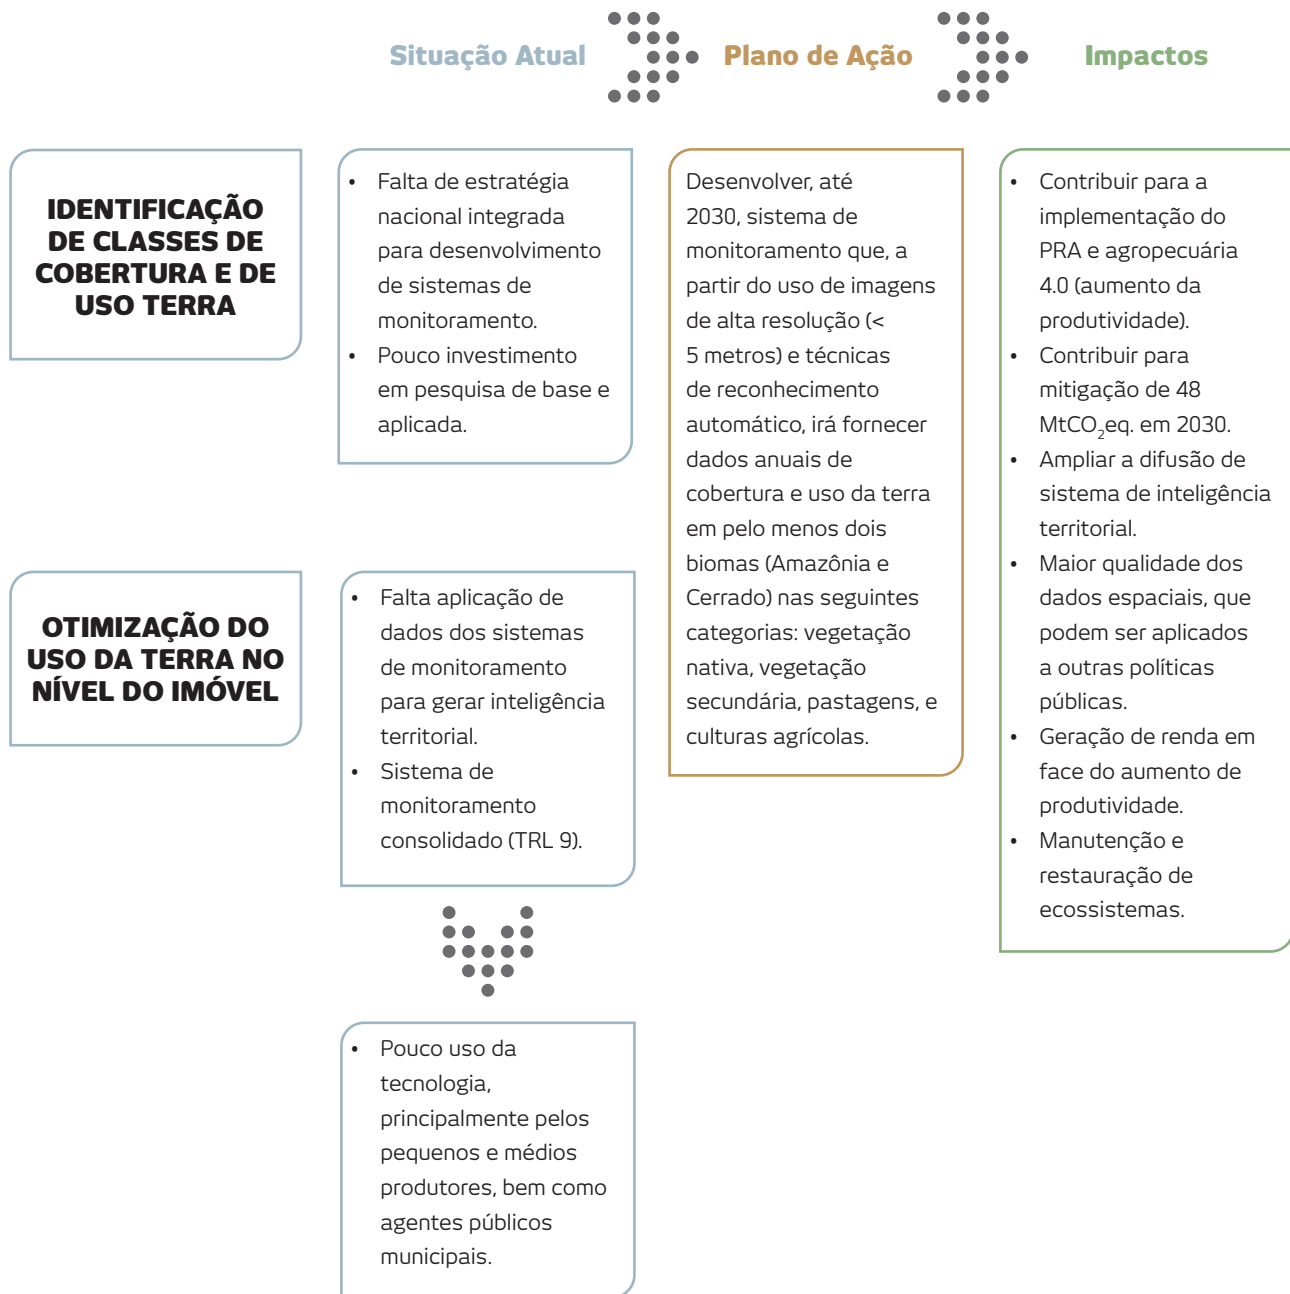 Situação Atual
Plano de Ação
Impactos
IDENTIFICAÇÃO
DE CLASSES DE
COBERTURA E DE
USO TERRA
• Falta de estratégia
nacional integrada
para desenvolvimento
de sistemas de
monitoramento.
• Pouco investimento
em pesquisa de base e
aplicada.
OTIMIZAÇÃO DO
USO DA TERRA NO
NÍVEL DO IMÓVEL
• Falta aplicação de
dados dos sistemas
de monitoramento
para gerar inteligência
territorial.
• Sistema de
monitoramento
consolidado (TRL 9).
• Pouco uso da
tecnologia,
principalmente pelos
pequenos e médios
produtores, bem como
agentes públicos
municipais.
Desenvolver, até
2030, sistema de
monitoramento que, a
partir do uso de imagens
de alta resolução (<
5 metros) e técnicas
de reconhecimento
automático, irá fornecer
dados anuais de
cobertura e uso da terra
em pelo menos dois
biomas (Amazônia e
Cerrado) nas seguintes
categorias: vegetação
nativa, vegetação
secundária, pastagens, e
culturas agrícolas.
• Contribuir para a
implementação do
PRA e agropecuária
4.0 (aumento da
produtividade).
• Contribuir para
mitigação de 48
MtCO₂eq. em 2030.
• Ampliar a difusão de
sistema de inteligência
territorial.
• Maior qualidade dos
dados espaciais, que
podem ser aplicados
a outras políticas
públicas.
• Geração de renda em
face do aumento de
produtividade.
• Manutenção e
restauração de
ecossistemas.